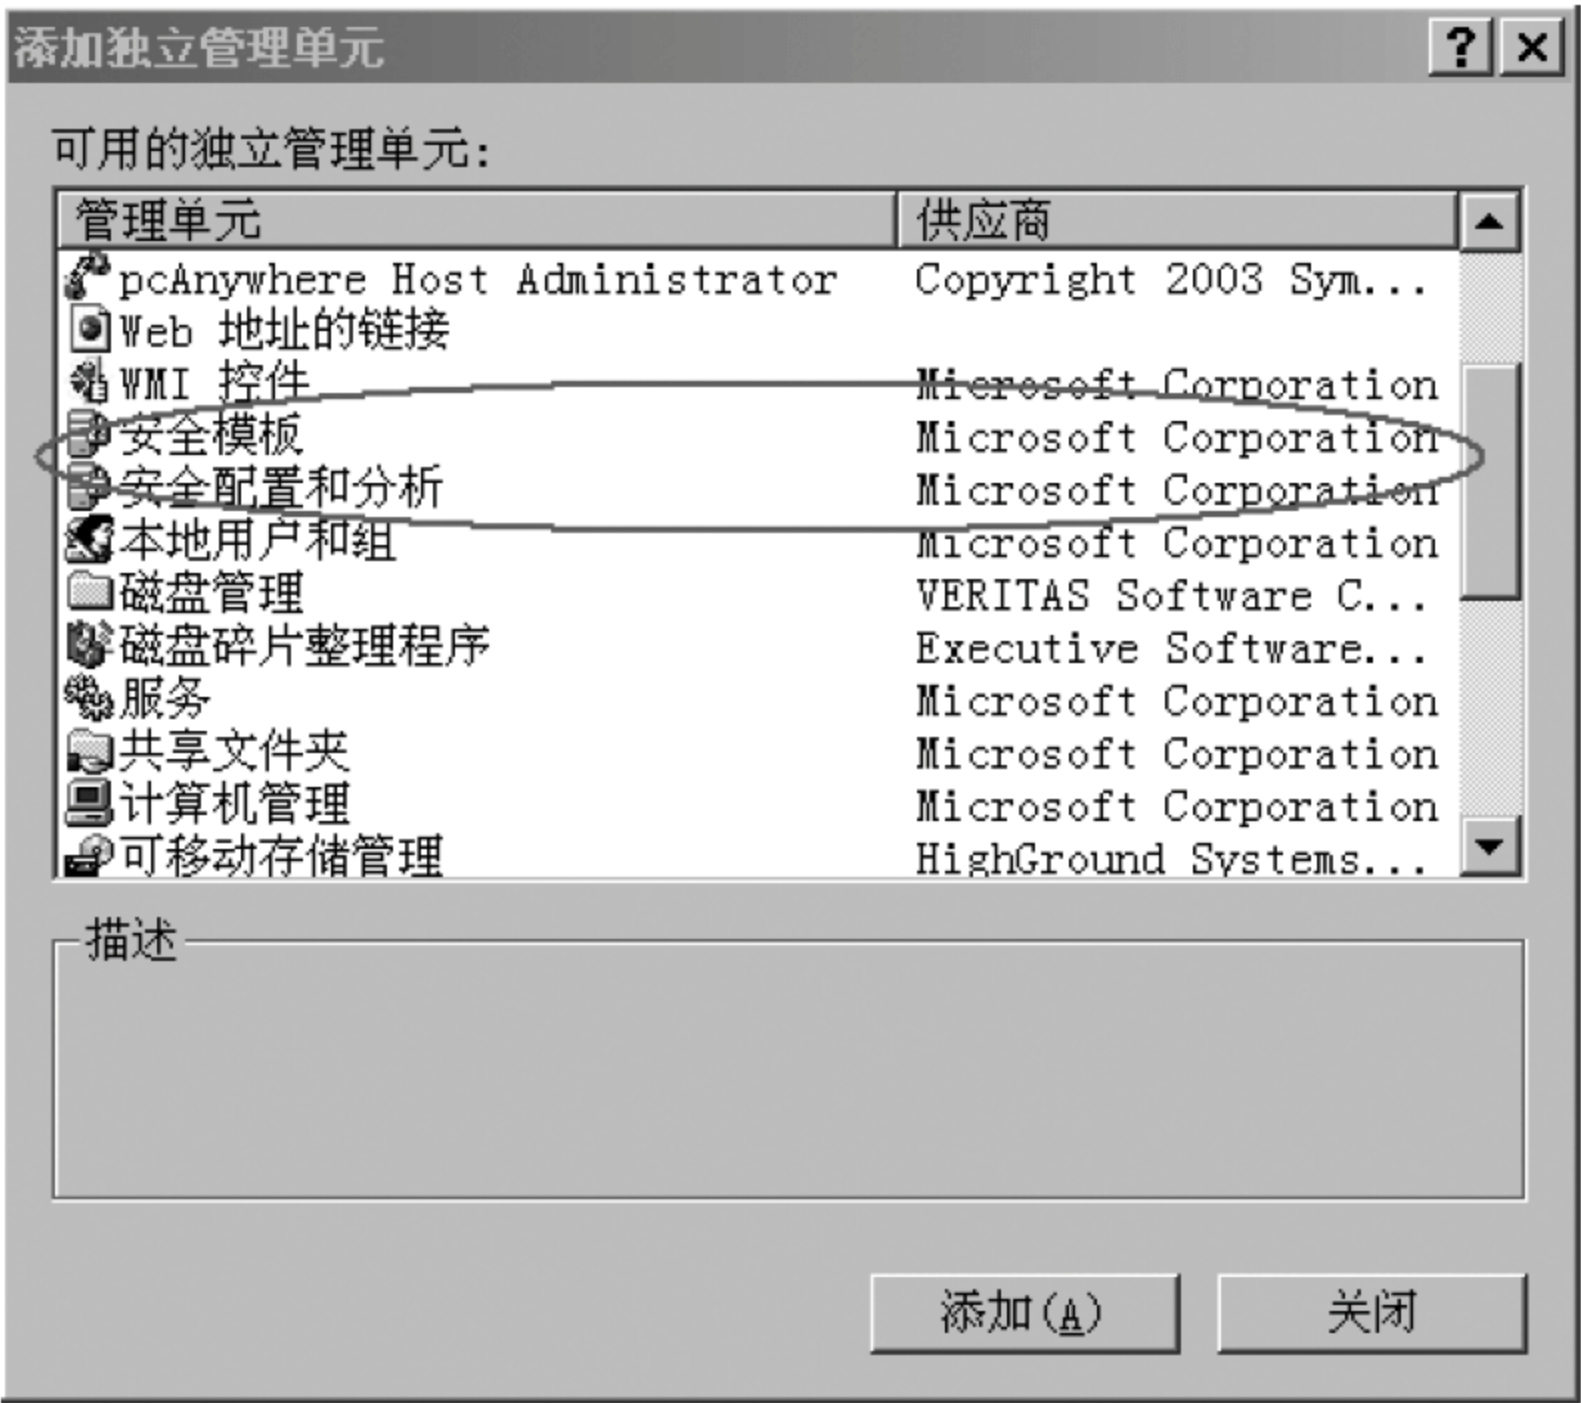 添加独立管理单元
可用的独立管理单元:
管理单元 供应商
pcAnywhere Host Administrator Copyright 2003 Sym...
Web 地址的链接
WMI 控件 Microsoft Corporation
安全模板 Microsoft Corporation
安全配置和分析 Microsoft Corporation
本地用户和组 Microsoft Corporation
磁盘管理 VERITAS Software C...
磁盘碎片整理程序 Executive Software...
服务 Microsoft Corporation
共享文件夹 Microsoft Corporation
计算机管理 Microsoft Corporation
可移动存储管理 HighGround Systems...
描述
添加(A) 关闭